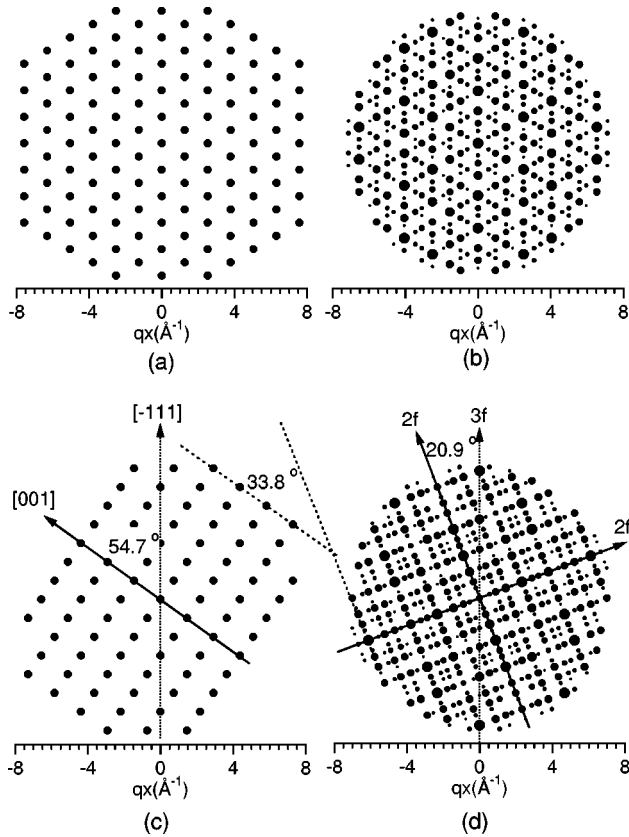 -8 -4 0 4 8
qx(Å⁻¹)
(a)
-8 -4 0 4 8
qx(Å⁻¹)
(b)
[-111]
[001]
54.7 °
33.8 °
-8 -4 0 4 8
qx(Å⁻¹)
(c)
2f
3f
20.9 °
2f
-8 -4 0 4 8
qx(Å⁻¹)
(d)